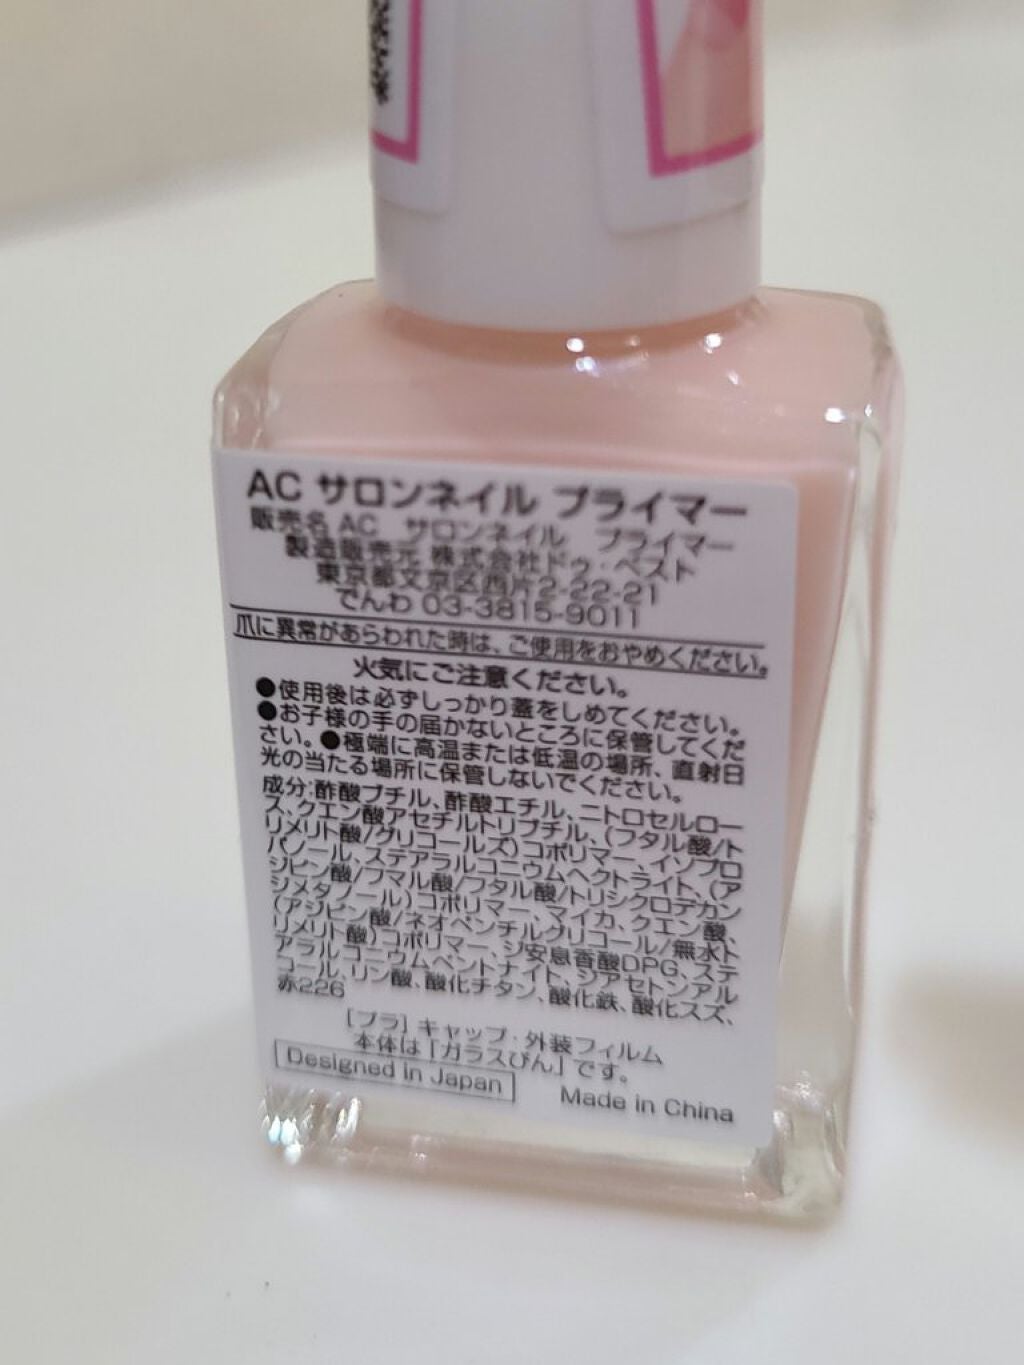 AC サロンネイル プライマー
販売名 AC サロンネイル プライマー
製造販売元 株式会社ドゥ・ベスト
東京都文京区西片2-22-21
でんわ 03-3815-9011
爪に異常があらわれた時は、ご使用をおやめください。
火気にご注意ください。
●使用後は必ずしっかり蓋をしめてください。
●お子様の手の届かないところに保管してくだ
さい。●極端に高温または低温の場所、直射日
光の当たる場所に保管しないでください。
成分:酢酸ブチル、酢酸エチル、ニトロセルロー
ス、クエン酸アセチルトリブチル、(フタル酸/ト
リメリト酸/グリコールズ)コポリマー、イソプロ
パノール、ステアラルコニウムヘクトライト、(ア
ジピン酸/フマル酸/フタル酸/トリシクロデカン
ジメタノール)コポリマー、マイカ、クエン酸、
(アジピン酸/ネオペンチルグリコール/無水ト
リメリト酸)コポリマー、ジ安息香酸DPG、ステ
アラルコニウムベントナイト、ジアセトンアル
コール、リン酸、酸化チタン、酸化鉄、酸化スズ、
赤226
[プラ] キャップ・外装フィルム
本体は「ガラスびん」です。
Designed in Japan
Made in China